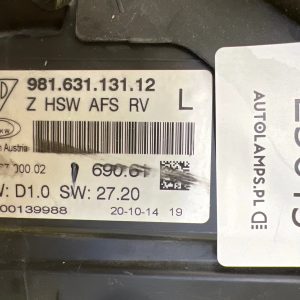 981.631.131.12
Z HSW AFS RV L
Austria
000 02 690.61
: D1.0 SW: 27.20
00139988 20-10-14 19
AUTOLAMPS.PL